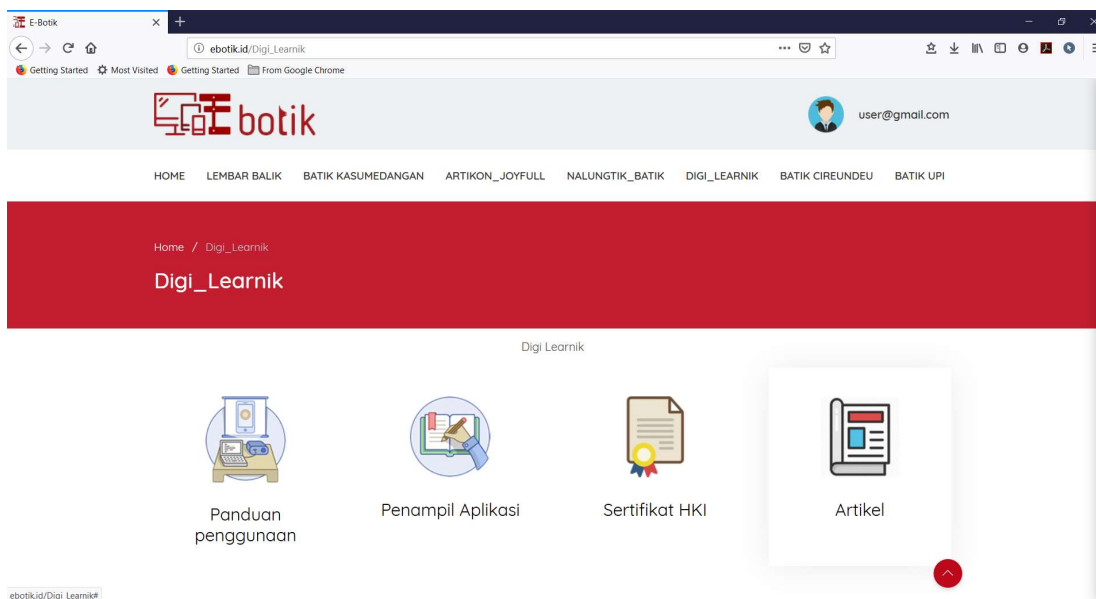 E-Botik
ebotik.id/Digi_Learnik
Getting Started Most Visited Getting Started From Google Chrome
Ebotik
user@gmail.com
HOME LEMBAR BALIK BATIK KASUMEDANGAN ARTIKON_JOYFULL NALUNGTIK_BATIK DIGI_LEARNIK BATIK CIREUNDEU BATIK UPI
Home / Digi_Learnik
Digi_Learnik
Digi Learnik
Panduan
penggunaan
Penampil Aplikasi
Sertifikat HKI
Artikel
ebotik.id/Digi_Learnik#